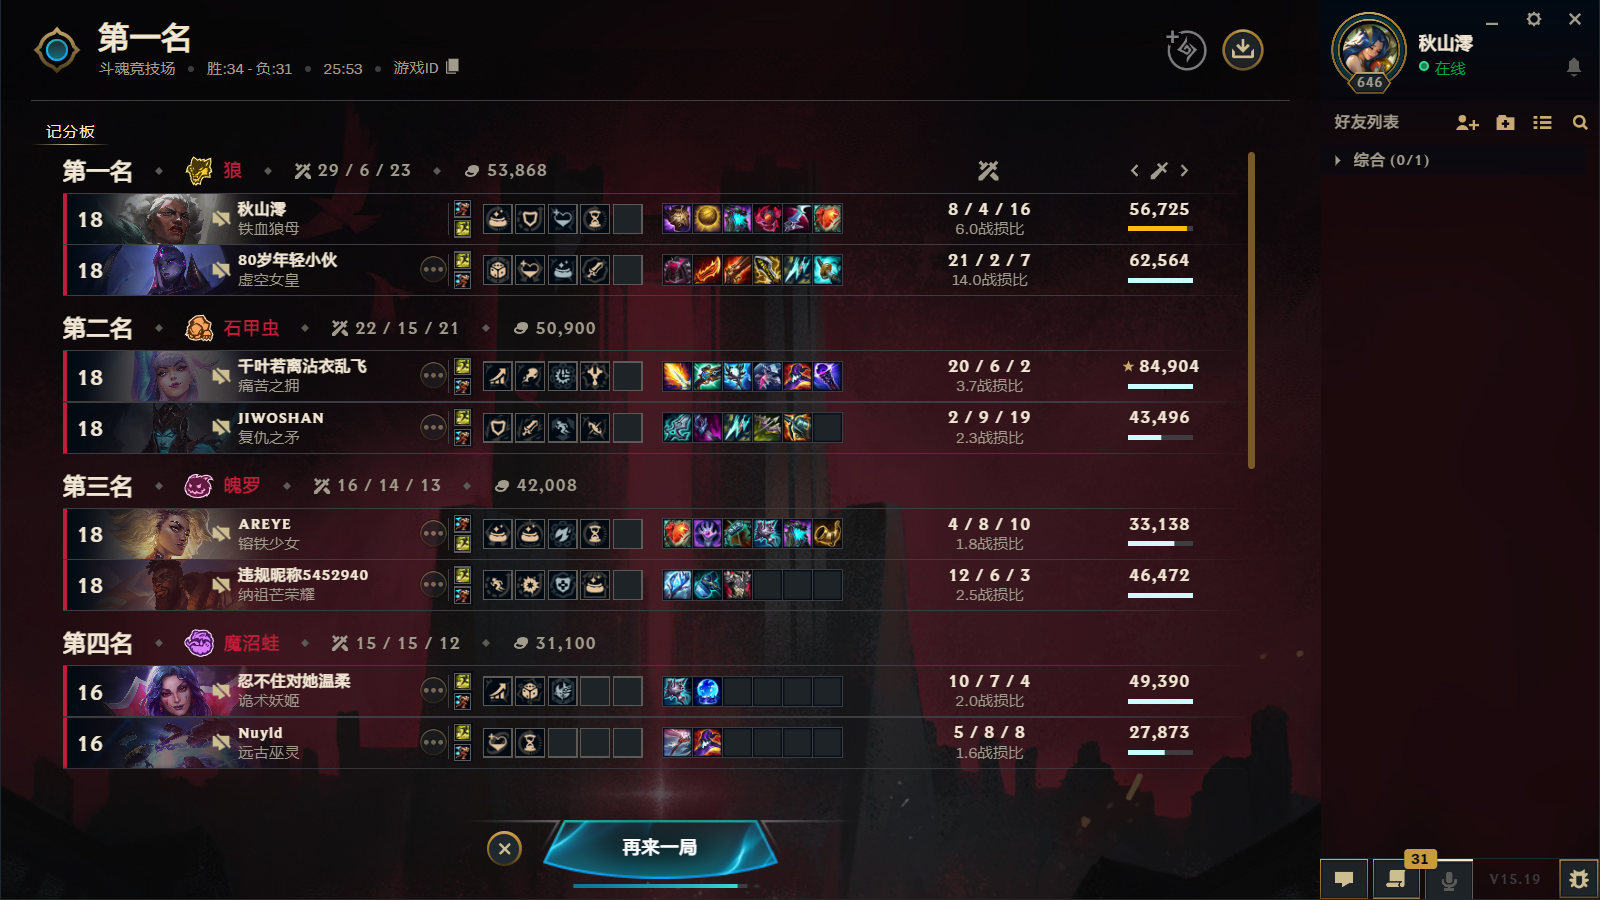 第一名
斗魂竞技场 • 胜:34 - 负:31 • 25:53 • 游戏ID
秋山澪
646
在线
好友列表
综合 (0/1)
记分板
第一名 狼 29 / 6 / 23 53,868
18 秋山澪 8 / 4 / 16 56,725
铁血狼母 6.0战损比
18 80岁年轻小伙 21 / 2 / 7 62,564
虚空女皇 14.0战损比
第二名 石甲虫 22 / 15 / 21 50,900
18 千叶若离沾衣乱飞 20 / 6 / 2 84,904
痛苦之拥 3.7战损比
18 JIWOSHAN 2 / 9 / 19 43,496
复仇之矛 2.3战损比
第三名 魄罗 16 / 14 / 13 42,008
18 AREYE 4 / 8 / 10 33,138
镕铁少女 1.8战损比
18 违规昵称5452940 12 / 6 / 3 46,472
纳祖芒荣耀 2.5战损比
第四名 魔沼蛙 15 / 15 / 12 31,100
16 忍不住对她温柔 10 / 7 / 4 49,390
诡术妖姬 2.0战损比
16 Nuyld 5 / 8 / 8 27,873
远古巫灵 1.6战损比
再来一局
31
V15.19